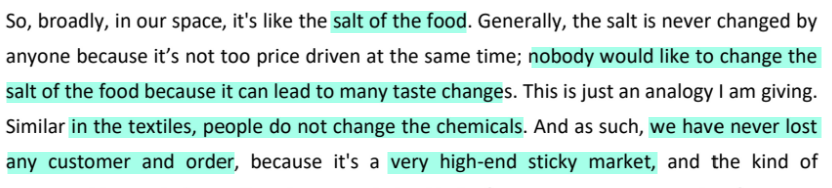 So, broadly, in our space, it's like the salt of the food. Generally, the salt is never changed by
anyone because it’s not too price driven at the same time; nobody would like to change the
salt of the food because it can lead to many taste changes. This is just an analogy I am giving.
Similar in the textiles, people do not change the chemicals. And as such, we have never lost
any customer and order, because it's a very high-end sticky market, and the kind of